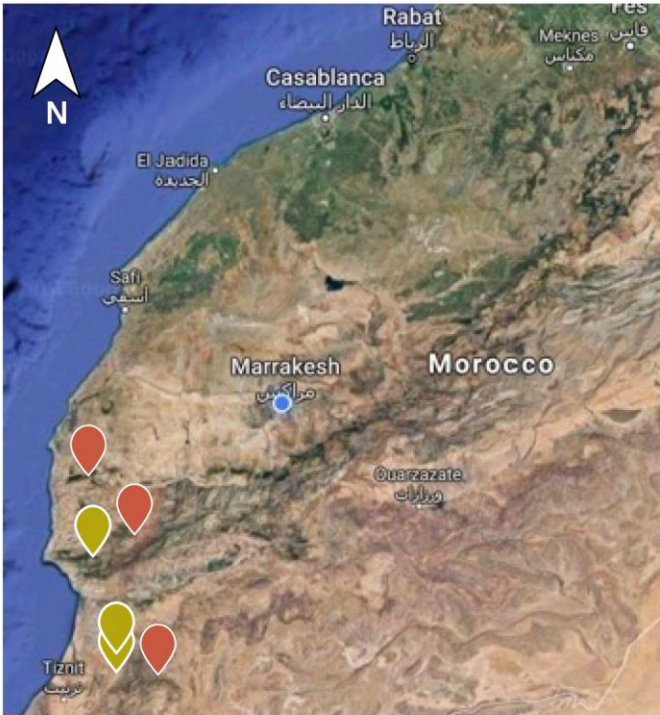 Rabat
الرباط
Fes
فاس
Meknes
مكناس
N
Casablanca
الدار البيضاء
El Jadida
الجديدة
Safi
آسفي
Marrakesh
مراكش
Morocco
Ouarzazate
ورزازات
Tiznit
تزنيت